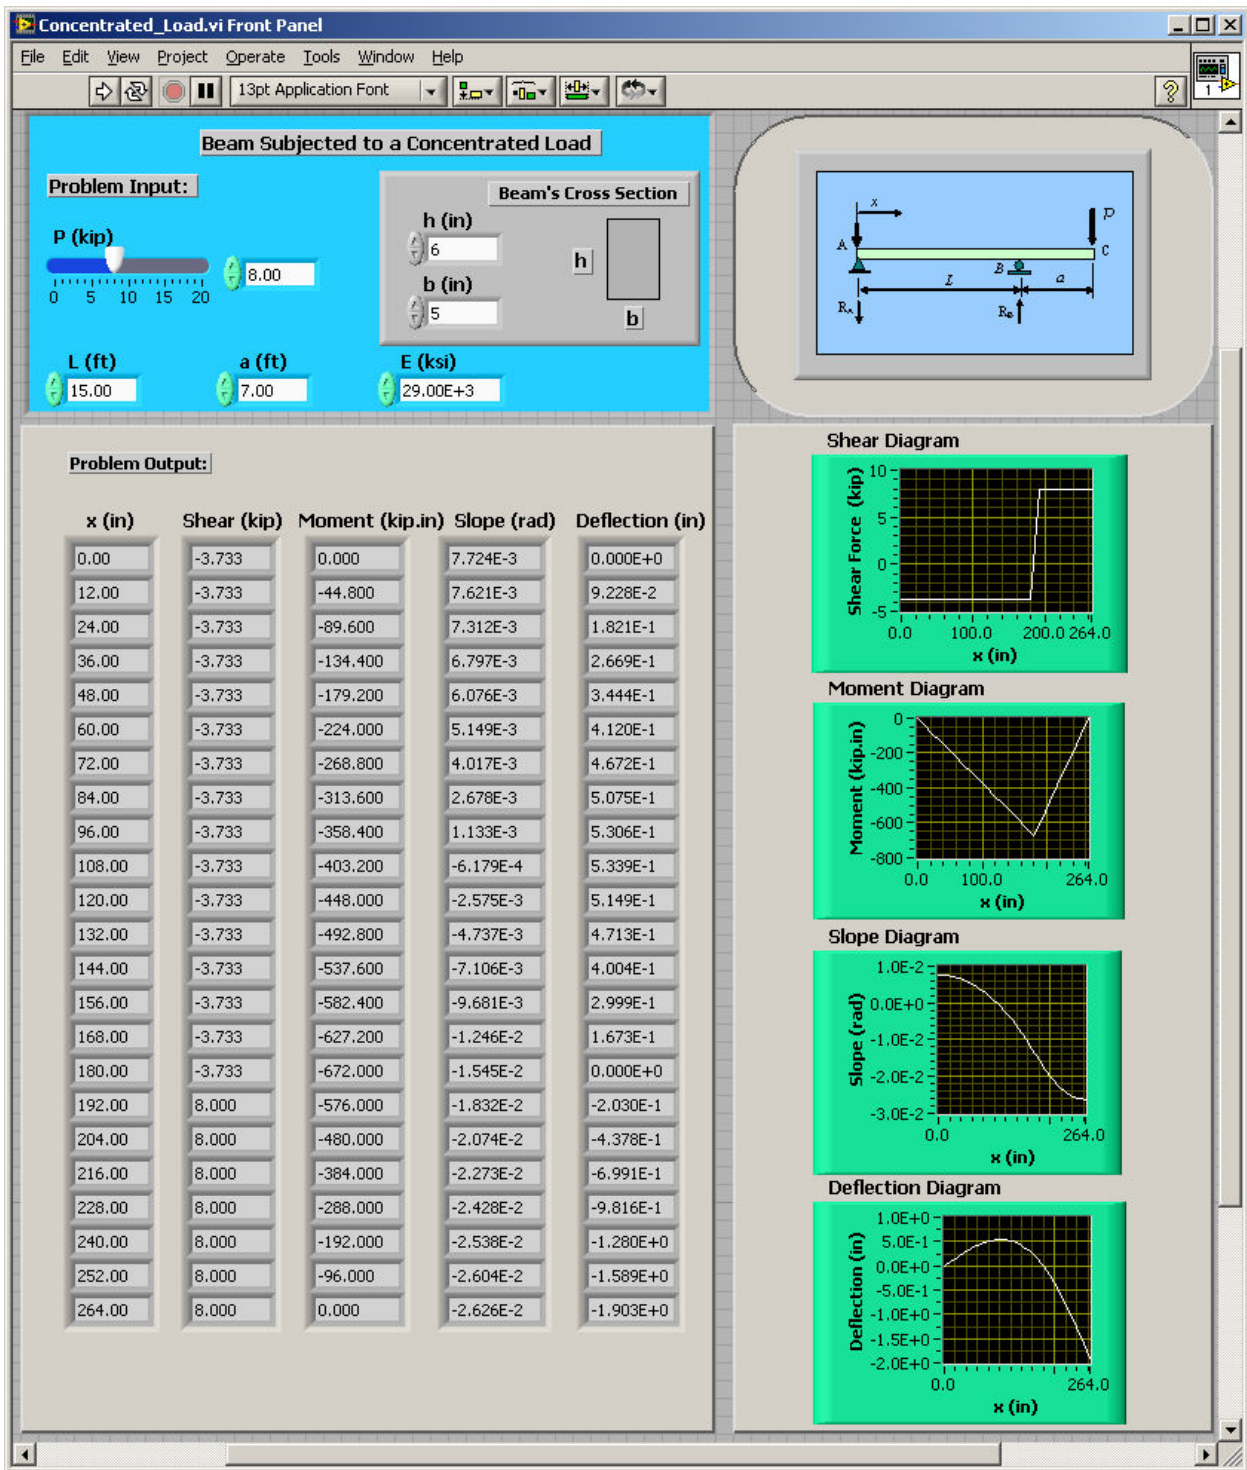 Concentrated_Load.vi Front Panel
File Edit View Project Operate Tools Window Help
13pt Application Font
1
Beam Subjected to a Concentrated Load
Problem Input:
P (kip)
0 5 10 15 20
8.00
Beam's Cross Section
h (in)
6
b (in)
5
h
b
L (ft)
15.00
a (ft)
7.00
E (ksi)
29.00E+3
x
P
A
B
C
L
a
RA
RB
Problem Output:
x (in) Shear (kip) Moment (kip.in) Slope (rad) Deflection (in)
0.00 -3.733 0.000 7.724E-3 0.000E+0
12.00 -3.733 -44.800 7.621E-3 9.228E-2
24.00 -3.733 -89.600 7.312E-3 1.821E-1
36.00 -3.733 -134.400 6.797E-3 2.669E-1
48.00 -3.733 -179.200 6.076E-3 3.444E-1
60.00 -3.733 -224.000 5.149E-3 4.120E-1
72.00 -3.733 -268.800 4.017E-3 4.672E-1
84.00 -3.733 -313.600 2.678E-3 5.075E-1
96.00 -3.733 -358.400 1.133E-3 5.306E-1
108.00 -3.733 -403.200 -6.179E-4 5.339E-1
120.00 -3.733 -448.000 -2.575E-3 5.149E-1
132.00 -3.733 -492.800 -4.737E-3 4.713E-1
144.00 -3.733 -537.600 -7.106E-3 4.004E-1
156.00 -3.733 -582.400 -9.681E-3 2.999E-1
168.00 -3.733 -627.200 -1.246E-2 1.673E-1
180.00 -3.733 -672.000 -1.545E-2 0.000E+0
192.00 8.000 -576.000 -1.832E-2 -2.030E-1
204.00 8.000 -480.000 -2.074E-2 -4.378E-1
216.00 8.000 -384.000 -2.273E-2 -6.991E-1
228.00 8.000 -288.000 -2.428E-2 -9.816E-1
240.00 8.000 -192.000 -2.538E-2 -1.280E+0
252.00 8.000 -96.000 -2.604E-2 -1.589E+0
264.00 8.000 0.000 -2.626E-2 -1.903E+0
Shear Diagram
Shear Force (kip)
10
5
0
-5
0.0 100.0 200.0 264.0
x (in)
Moment Diagram
Moment (kip.in)
0
-200
-400
-600
-800
0.0 100.0 264.0
x (in)
Slope Diagram
Slope (rad)
1.0E-2
0.0E+0
-1.0E-2
-2.0E-2
-3.0E-2
0.0 264.0
x (in)
Deflection Diagram
Deflection (in)
1.0E+0
5.0E-1
0.0E+0
-5.0E-1
-1.0E+0
-1.5E+0
-2.0E+0
0.0 264.0
x (in)